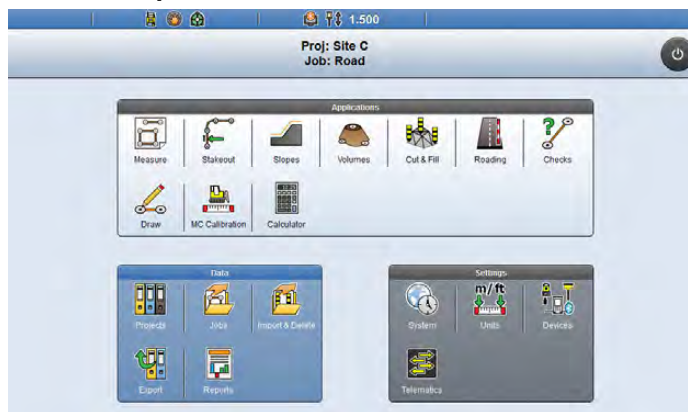 1.500
Proj: Site C
Job: Road
Applications
Measure Stakeout Slopes Volumes Cut & Fill Roading Checks
Draw MC Calibration Calculator
Data
Projects Jobs Import & Delete
Export Reports
Settings
m/ft
System Units Devices
Telematics